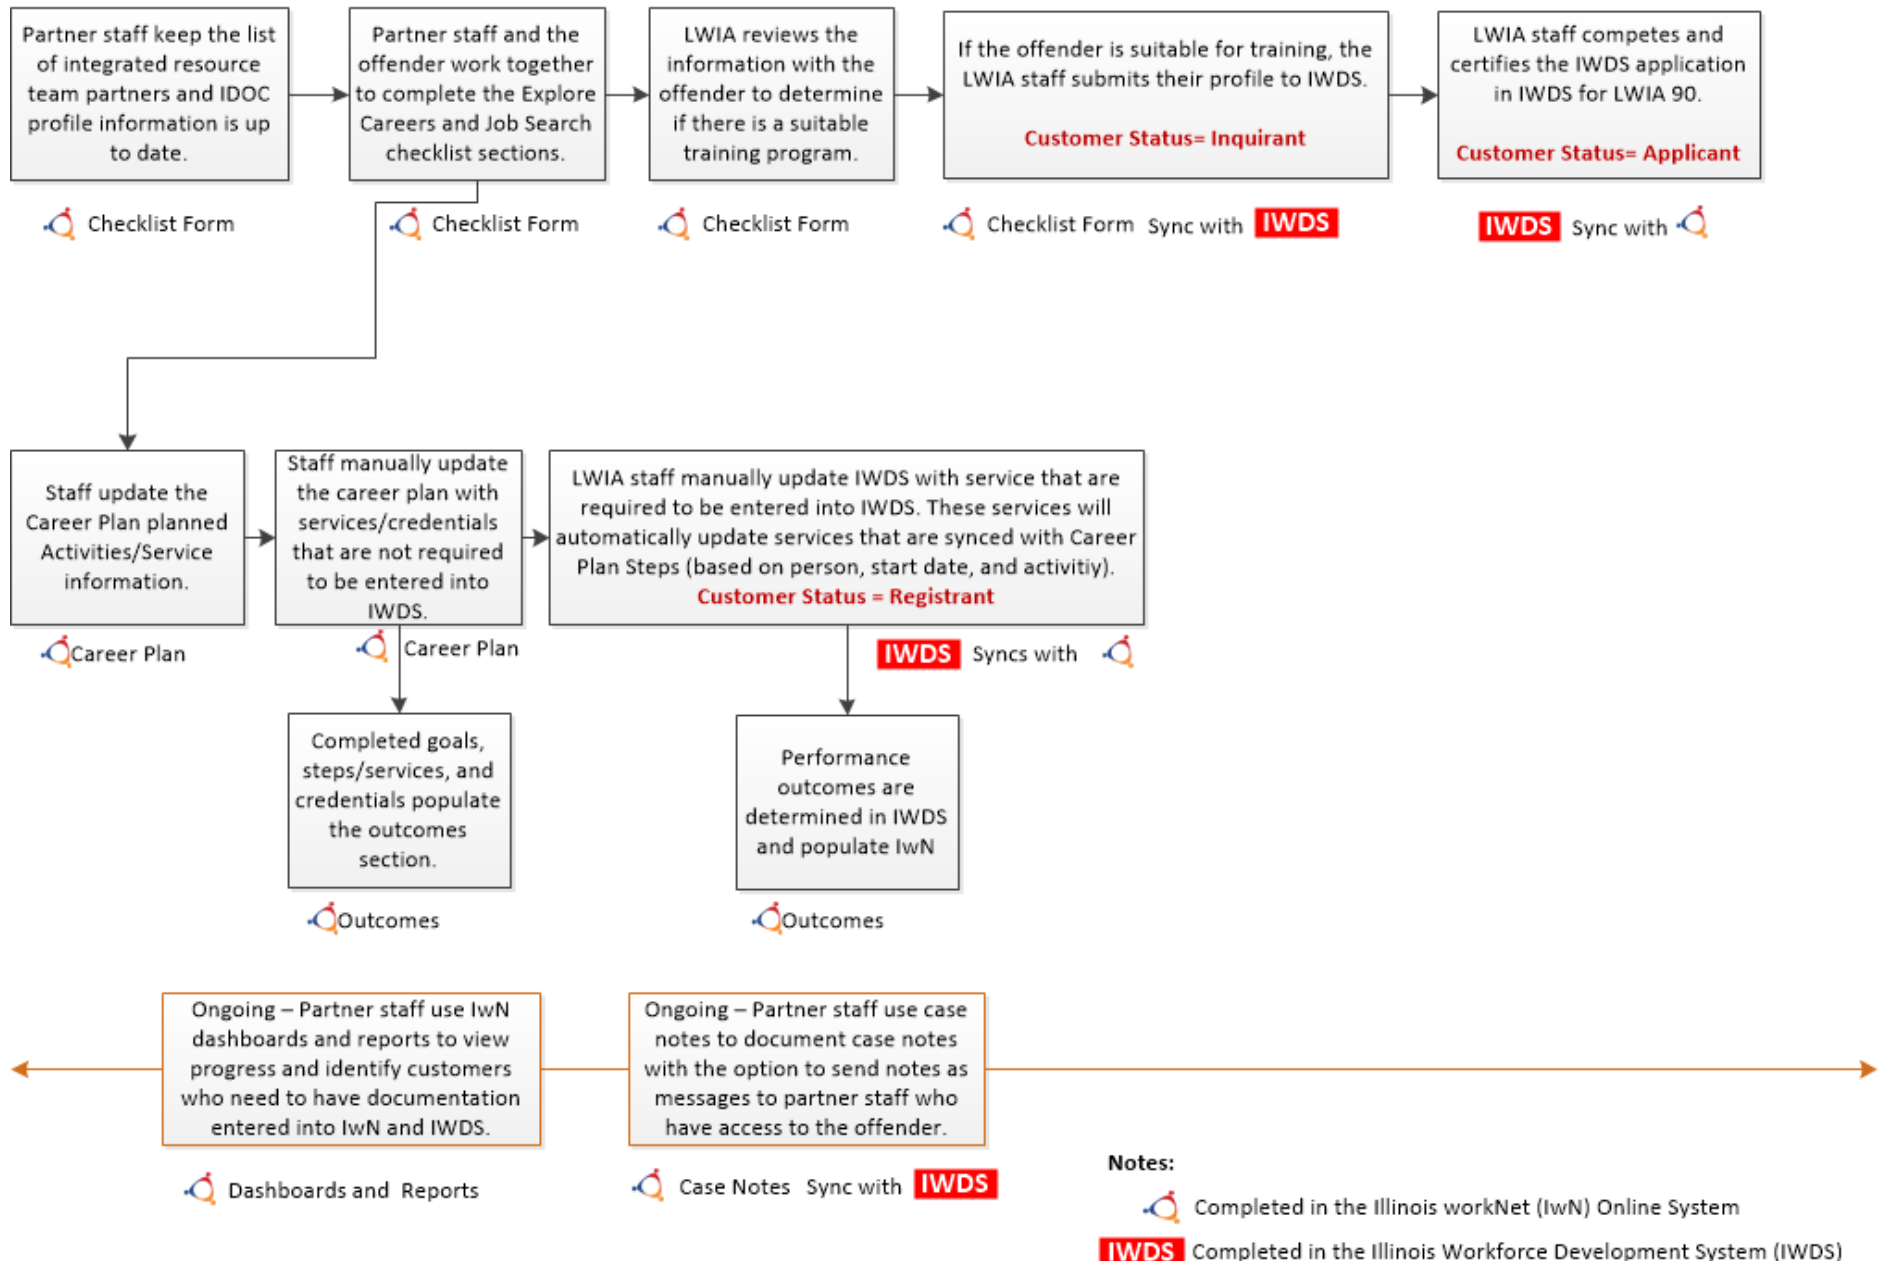 Partner staff keep the list
of integrated resource
team partners and IDOC
profile information is up
to date.
Checklist Form
Partner staff and the
offender work together
to complete the Explore
Careers and Job Search
checklist sections.
Checklist Form
LWIA reviews the
information with the
offender to determine
if there is a suitable
training program.
Checklist Form
If the offender is suitable for training, the
LWIA staff submits their profile to IWDS.
Customer Status= Inquirant
Checklist Form Sync with IWDS
LWIA staff competes and
certifies the IWDS application
in IWDS for LWIA 90.
Customer Status= Applicant
IWDS Sync with
Staff update the
Career Plan planned
Activities/Service
information.
Career Plan
Staff manually update
the career plan with
services/credentials
that are not required
to be entered into
IWDS.
Career Plan
LWIA staff manually update IWDS with service that are
required to be entered into IWDS. These services will
automatically update services that are synced with Career
Plan Steps (based on person, start date, and activitiy).
Customer Status = Registrant
IWDS Syncs with
Completed goals,
steps/services, and
credentials populate
the outcomes
section.
Outcomes
Performance
outcomes are
determined in IWDS
and populate IwN
Outcomes
Ongoing – Partner staff use IwN
dashboards and reports to view
progress and identify customers
who need to have documentation
entered into IwN and IWDS.
Dashboards and Reports
Ongoing – Partner staff use case
notes to document case notes
with the option to send notes as
messages to partner staff who
have access to the offender.
Case Notes Sync with IWDS
Notes:
Completed in the Illinois workNet (IwN) Online System
IWDS Completed in the Illinois Workforce Development System (IWDS)